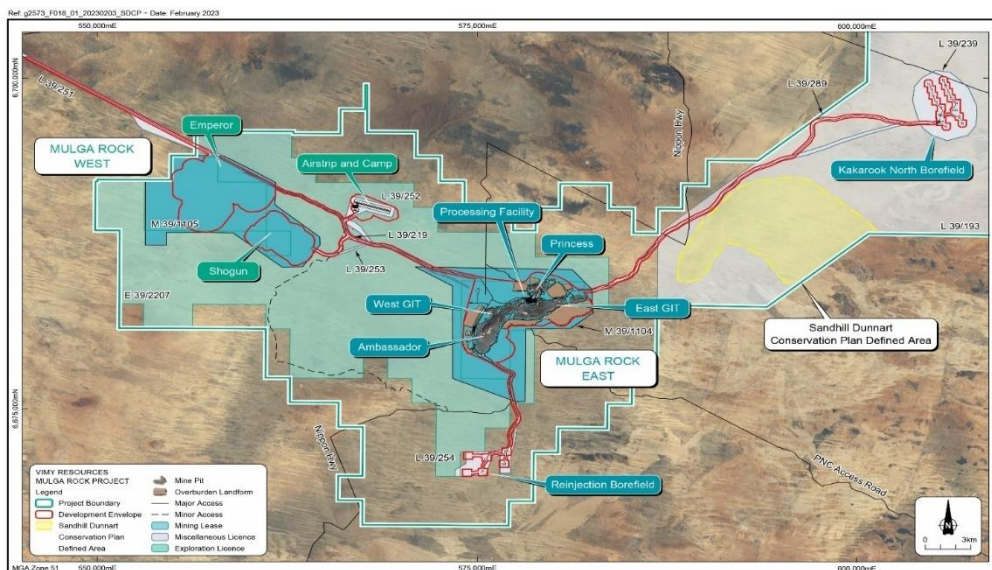 Ref: g2573_F018_01_20230203_SDCP ~ Date: February 2023
550,000mE
575,000mE
600,000mE
6,700,000mN
L 39/251
L 39/239
L 39/289
Nippon Hwy
Emperor
MULGA ROCK
WEST
Airstrip and Camp
L 39/252
Kakarook North Borefield
Processing Facility
M 39/1105
L 39/219
Princess
L 39/193
Shogun
L 39/253
E 39/2207
West GIT
East GIT
M 39/1104
Ambassador
Sandhill Dunnart
Conservation Plan Defined Area
MULGA ROCK
EAST
6,675,000mN
Nippon Hwy
PNC Access Road
L 39/254
Reinjection Borefield
VIMY RESOURCES
MULGA ROCK PROJECT
Legend
Project Boundary
Development Envelope
Sandhill Dunnart
Conservation Plan
Defined Area
Mine Pit
Overburden Landform
Major Access
Minor Access
Mining Lease
Miscellaneous Licence
Exploration Licence
N
0 3km
MGA Zone 51
550,000mE
575,000mE
600,000mE